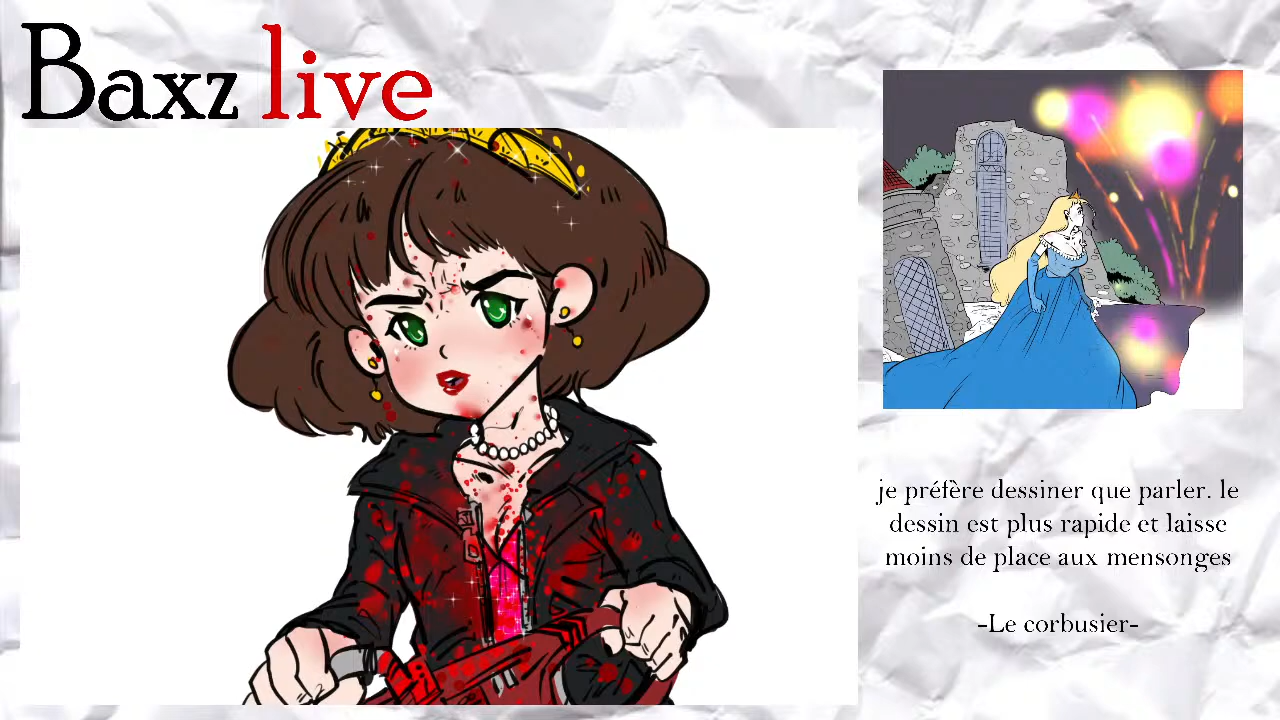 Baxz live
je préfère dessiner que parler. le
dessin est plus rapide et laisse
moins de place aux mensonges
-Le corbusier-